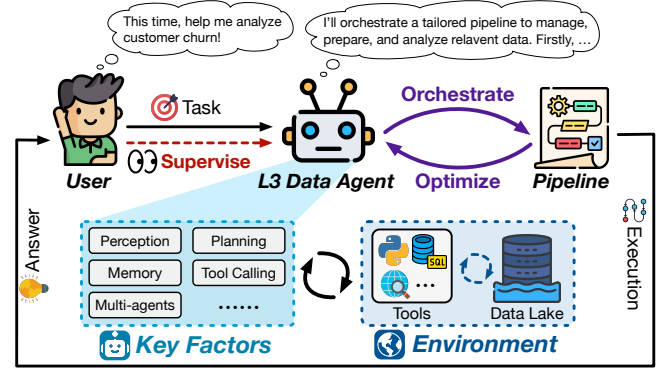 This time, help me analyze
customer churn!
I'll orchestrate a tailored pipeline to manage,
prepare, and analyze relavent data. Firstly, ...
Task
Supervise
Orchestrate
Optimize
User
L3 Data Agent
Pipeline
Answer
Execution
Perception
Planning
Memory
Tool Calling
Multi-agents
......
SQL
...
Tools
Data Lake
Key Factors
Environment